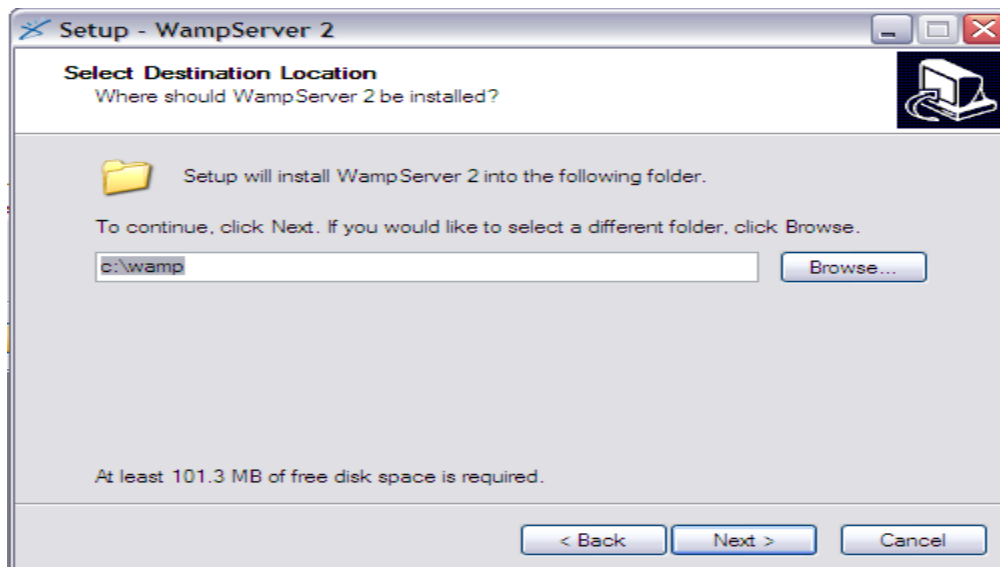 Setup - WampServer 2
Select Destination Location
Where should WampServer 2 be installed?
Setup will install WampServer 2 into the following folder.
To continue, click Next. If you would like to select a different folder, click Browse.
c:\wamp
Browse...
At least 101.3 MB of free disk space is required.
< Back
Next >
Cancel